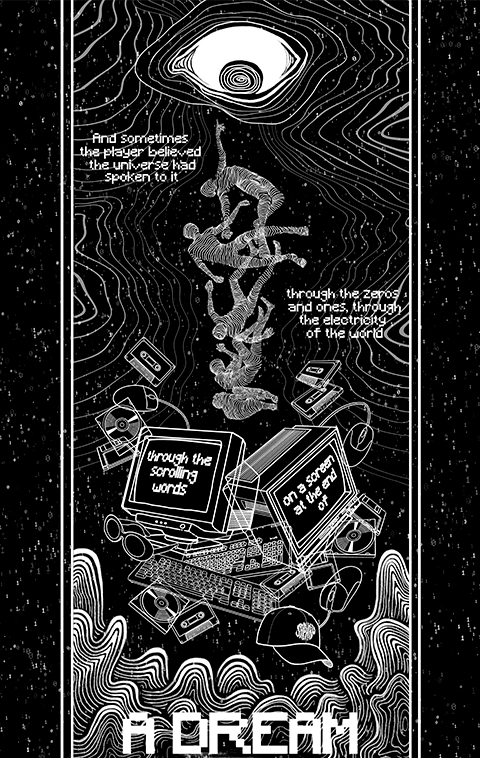 And sometimes
the player believed
the universe had
spoken to it
through the zeros
and ones, through
the electricity
of the world
through the
scrolling
words
on a screen
at the end
of
A DREAM